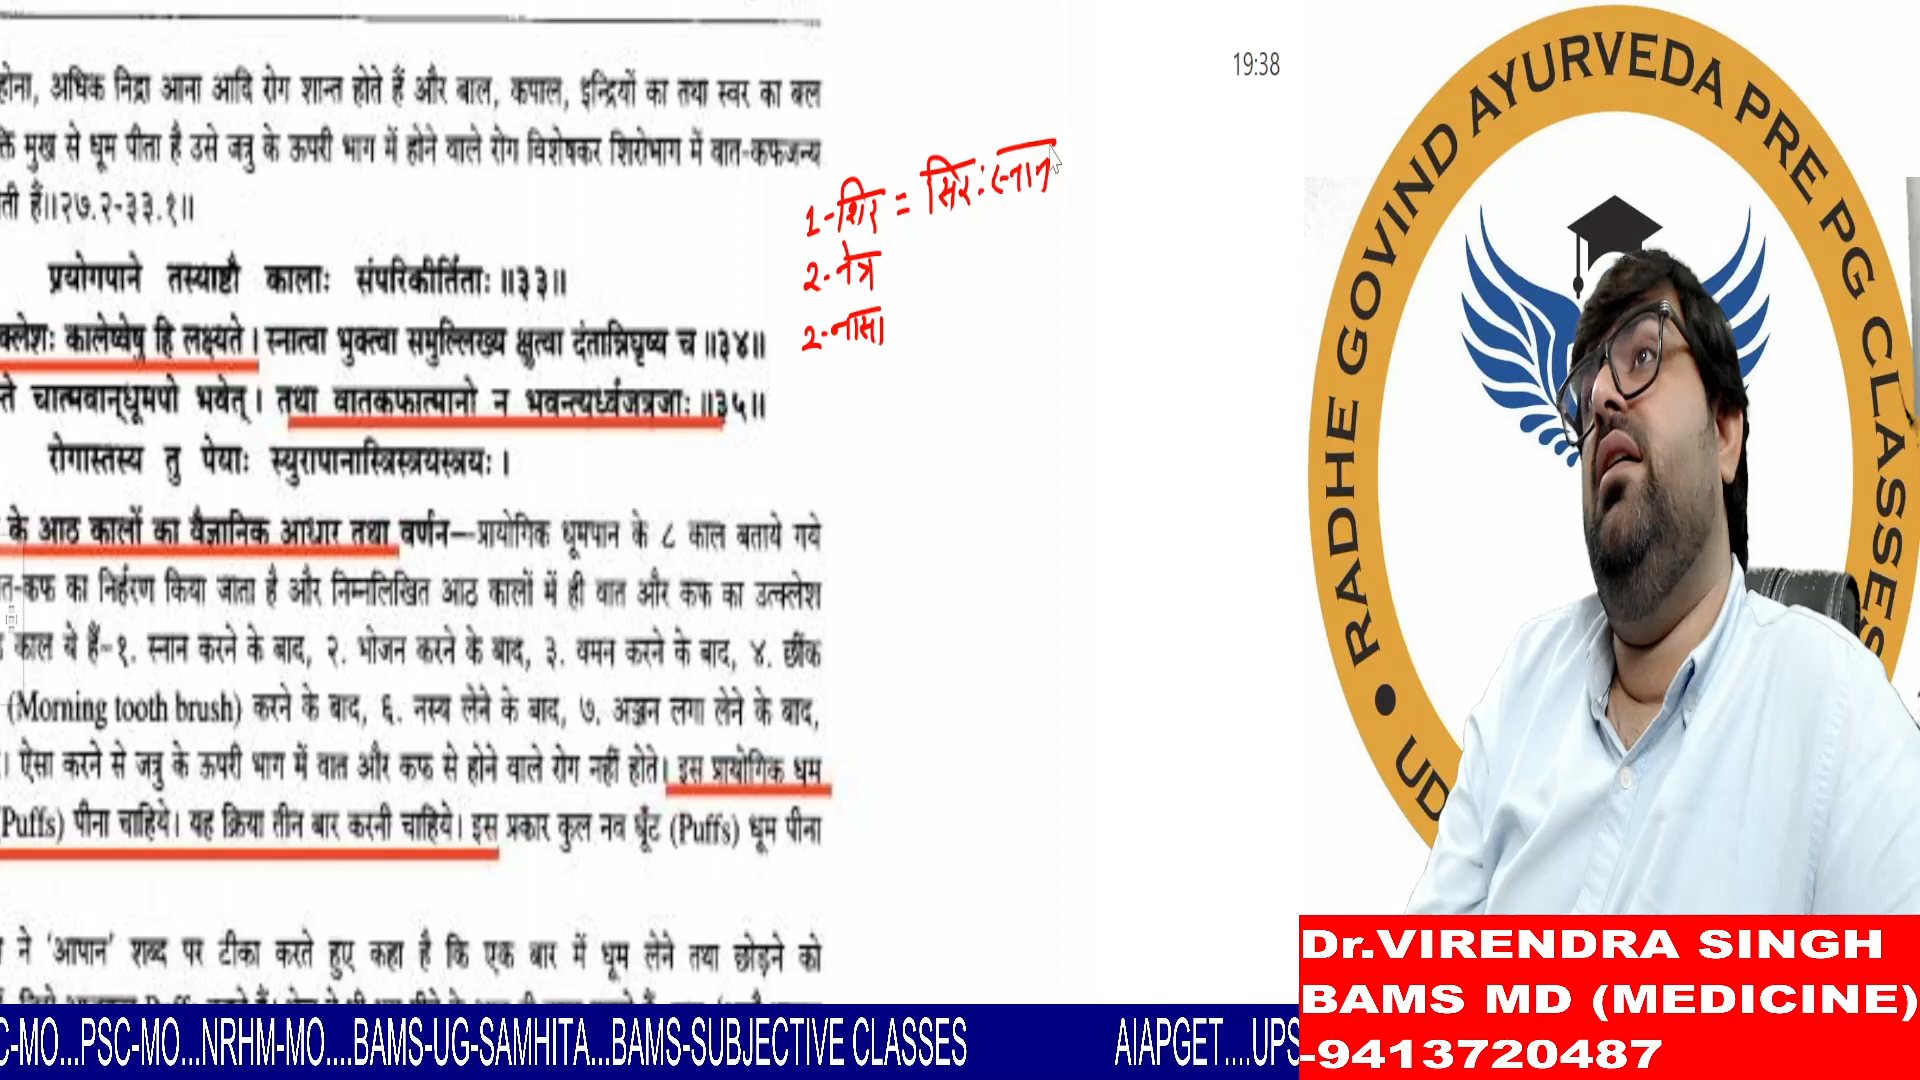 होना, अधिक निद्रा आना आदि रोग शान्त होते हैं और बाल, कपाल, इन्द्रियों का तथा स्वर का बल
क्ति मुख से धूम पीता है उसे जत्रु के ऊपरी भाग में होने वाले रोग विशेषकर शिरोभाग में वात-कफजन्य
ती हैं॥२७.२-३३.१॥
प्रयोगपाने तस्याष्टौ कालाः संपरिकीर्तिताः॥३३॥
क्लेशः कालेष्वेषु हि लक्ष्यते। स्नात्वा भुक्त्वा समुल्लिख्य क्षुत्वा दंतान्निघृष्य च॥३४॥
ते चात्मवान्धूमपो भवेत्। तथा वातकफात्मानो न भवन्त्यर्ध्वजत्रुजाः॥३५॥
रोगास्तस्य तु पेयाः स्युरापानास्त्रिस्त्रयस्त्रयः।
के आठ कालों का वैज्ञानिक आधार तथा वर्णन—प्रायोगिक धूमपान के ८ काल बताये गये
त-कफ का निर्हरण किया जाता है और निम्नलिखित आठ कालों में ही वात और कफ का उत्क्लेश
काल ये हैं-१. स्नान करने के बाद, २. भोजन करने के बाद, ३. वमन करने के बाद, ४. छींक
(Morning tooth brush) करने के बाद, ६. नस्य लेने के बाद, ७. अञ्जन लगा लेने के बाद,
। ऐसा करने से जत्रु के ऊपरी भाग में वात और कफ से होने वाले रोग नहीं होते। इस प्रायोगिक धूम
(Puffs) पीना चाहिये। यह क्रिया तीन बार करनी चाहिये। इस प्रकार कुल नव घूँट (Puffs) धूम पीना
ने 'आपान' शब्द पर टीका करते हुए कहा है कि एक बार में धूम लेने तथा छोड़ने को
1-शिर = सिर:स्नान
2-नेत्र
2-नासा
19:38
RADHE GOVIND AYURVEDA PRE PG CLASSES
UD
Dr.VIRENDRA SINGH
BAMS MD (MEDICINE)
-9413720487
C-MO...PSC-MO...NRHM-MO....BAMS-UG-SAMHITA...BAMS-SUBJECTIVE CLASSES AIAPGET....UPS